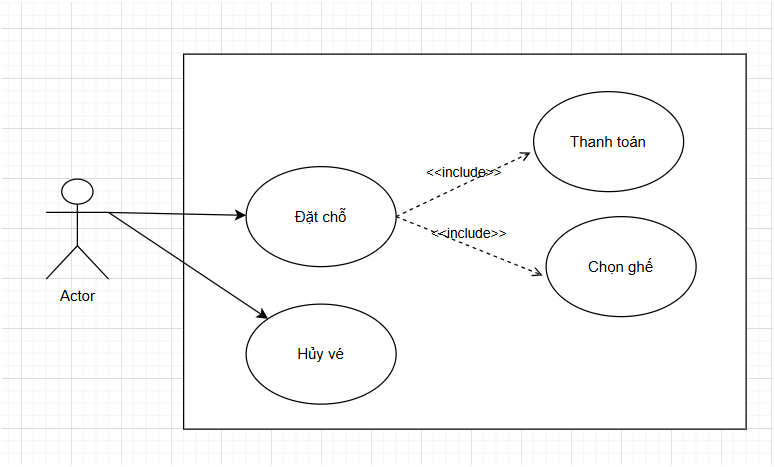 Thanh toán
<<include>>
Đặt chỗ
<<include>>
Chọn ghế
Actor
Hủy vé